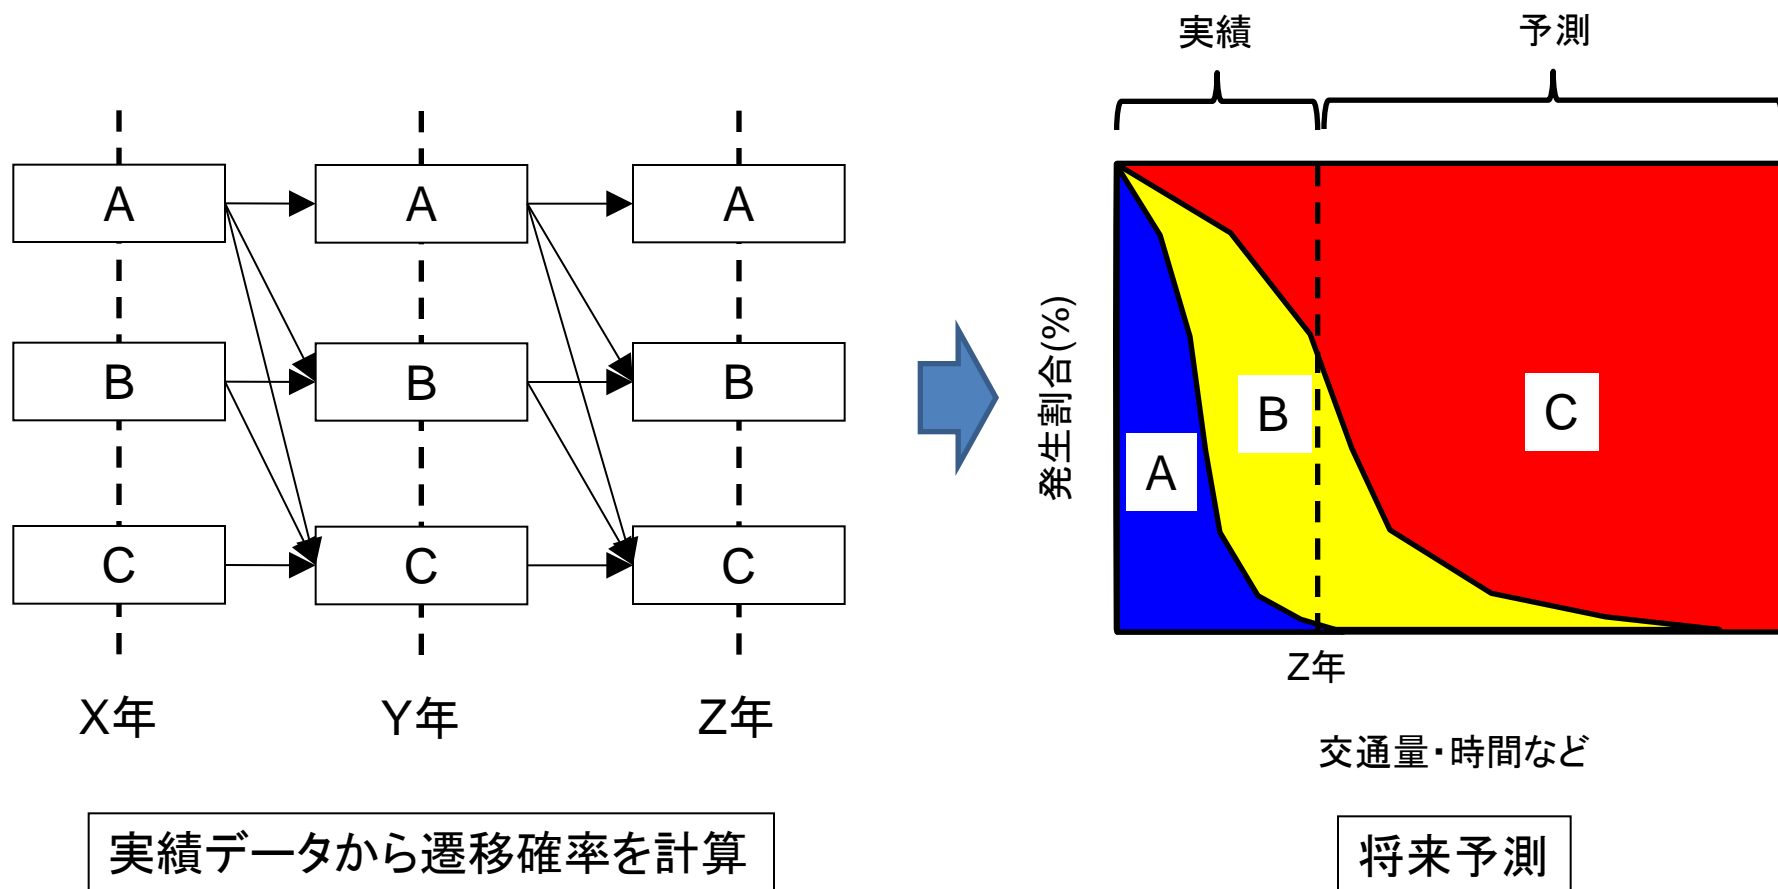 実績
予測
A
A
A
B
B
B
C
C
C
X年
Y年
Z年
実績データから遷移確率を計算
発生割合(%)
A
B
C
Z年
交通量・時間など
将来予測